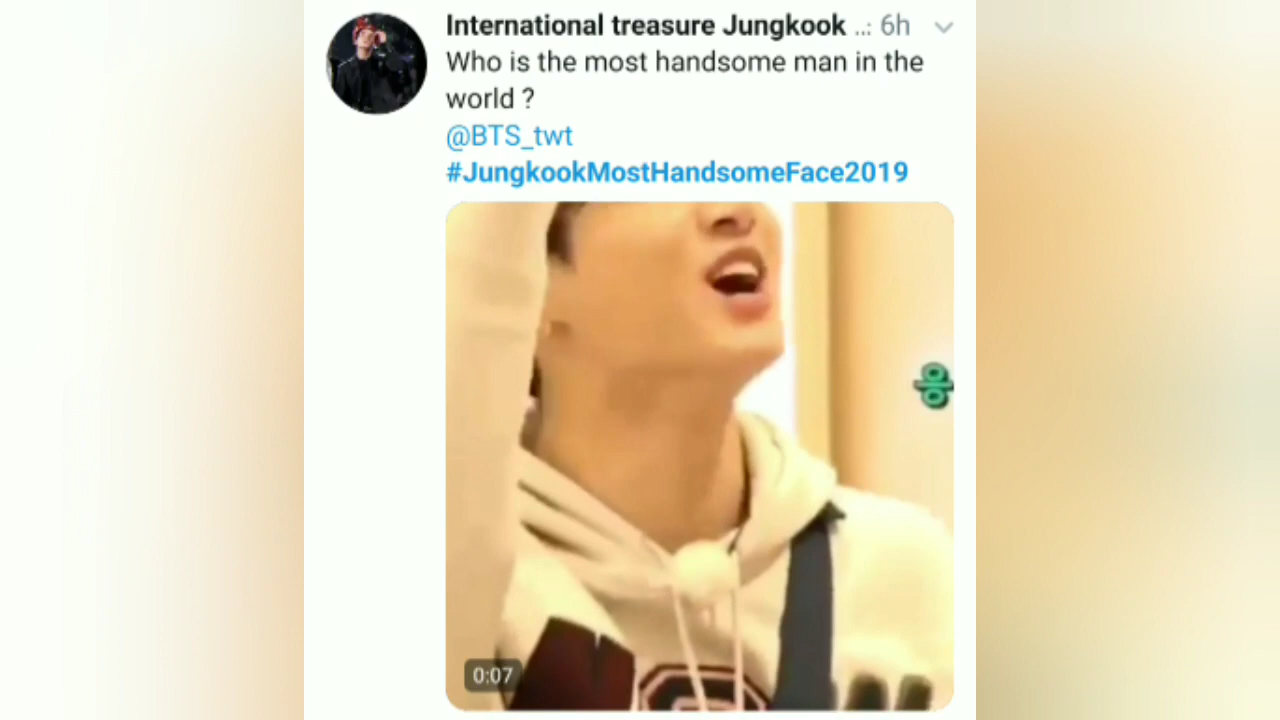 International treasure Jungkook ..: 6h
Who is the most handsome man in the
world ?
@BTS_twt
#JungkookMostHandsomeFace2019
0:07